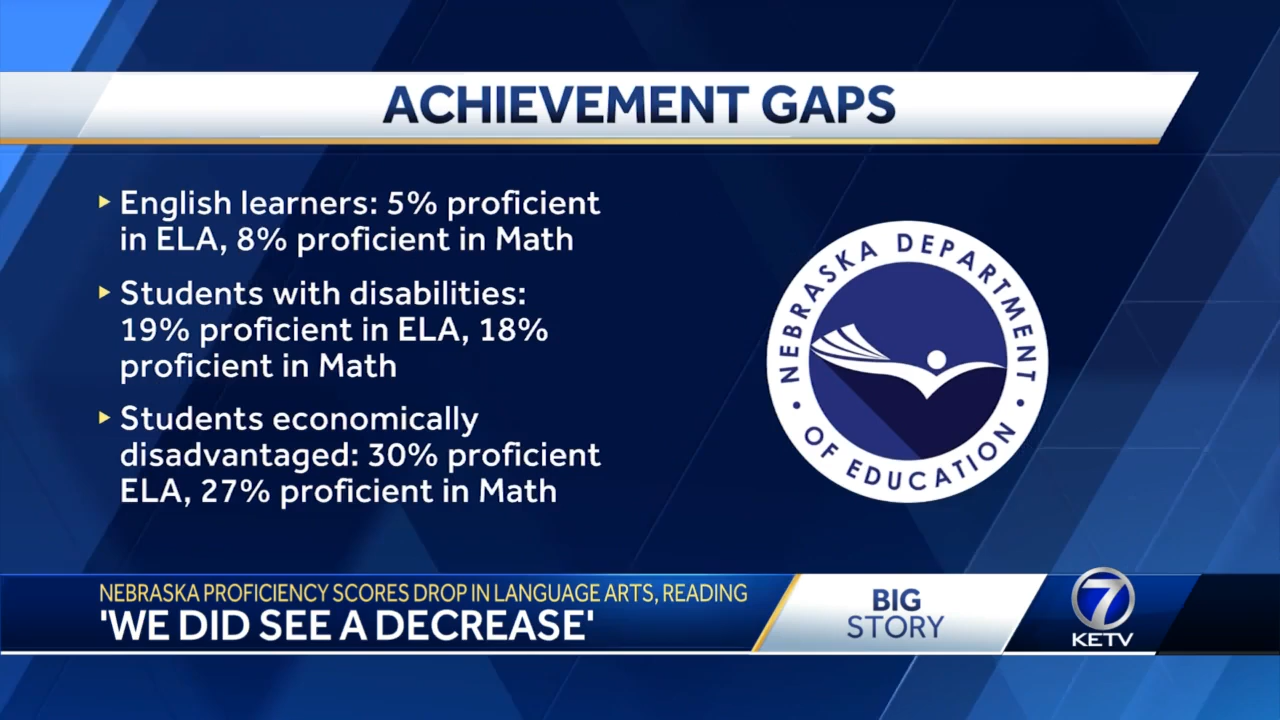 ACHIEVEMENT GAPS
English learners: 5% proficient
in ELA, 8% proficient in Math
Students with disabilities:
19% proficient in ELA, 18%
proficient in Math
Students economically
disadvantaged: 30% proficient
ELA, 27% proficient in Math
NEBRASKA DEPARTMENT
• OF EDUCATION •
NEBRASKA PROFICIENCY SCORES DROP IN LANGUAGE ARTS, READING
'WE DID SEE A DECREASE'
BIG
STORY
7
KETV